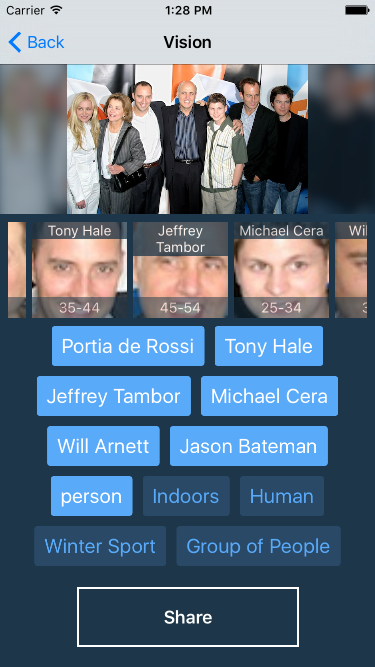 Carrier 1:28 PM
Back Vision
Tony Hale
Jeffrey
Tambor
Michael Cera
35-44
45-54
25-34
Portia de Rossi Tony Hale
Jeffrey Tambor Michael Cera
Will Arnett Jason Bateman
person Indoors Human
Winter Sport Group of People
Share